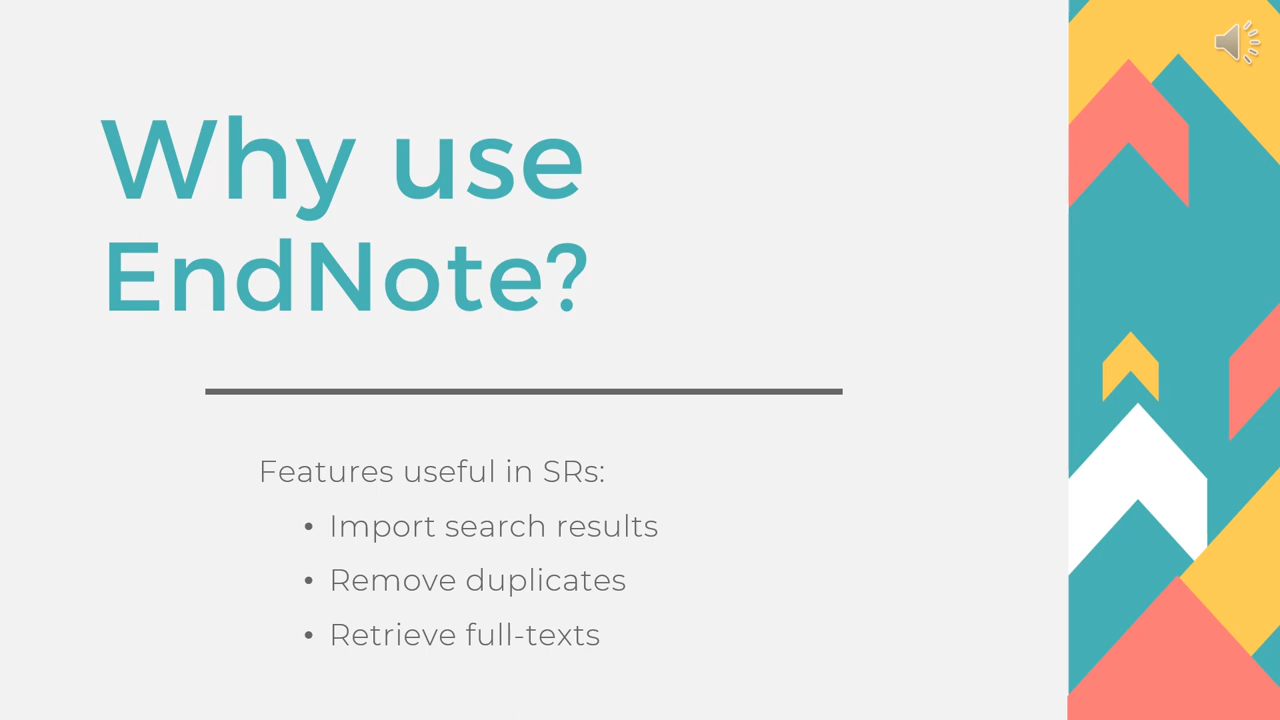 Why use
EndNote?
Features useful in SRs:
• Import search results
• Remove duplicates
• Retrieve full-texts